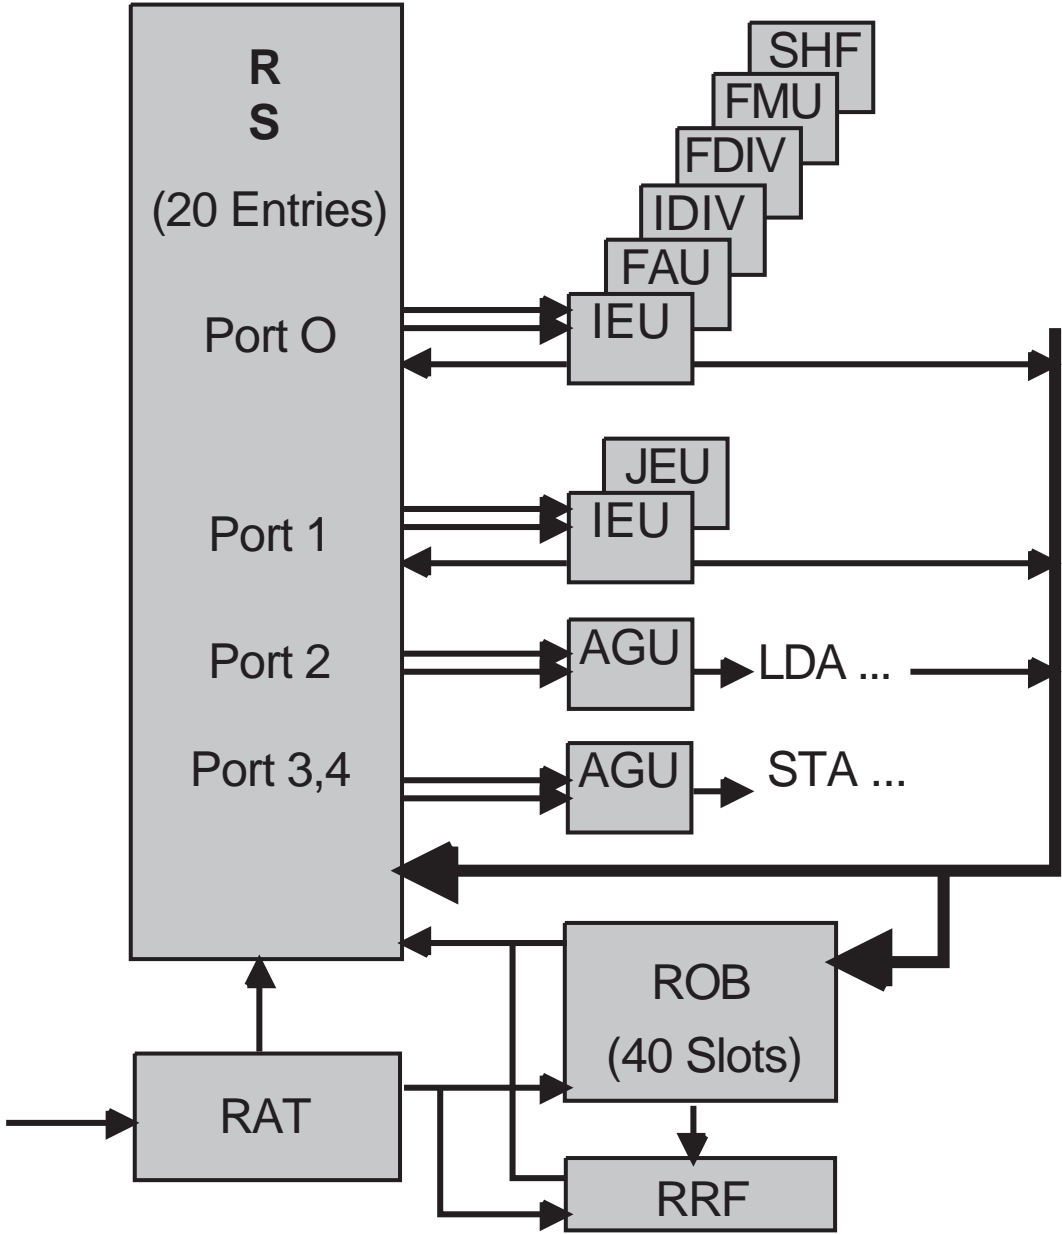 R
S
(20 Entries)
SHF
FMU
FDIV
IDIV
FAU
IEU
Port O
JEU
IEU
Port 1
AGU
LDA ...
Port 2
AGU
STA ...
Port 3,4
ROB
(40 Slots)
RAT
RRF